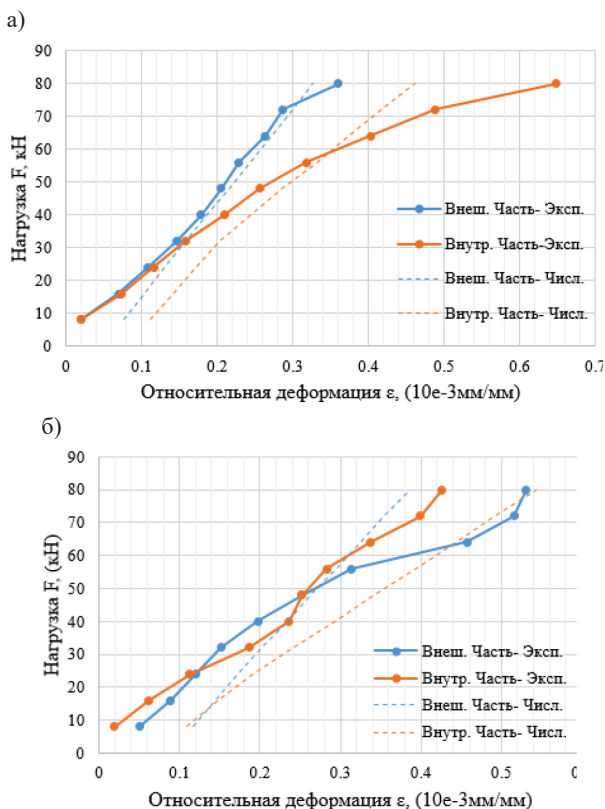 а)
90
80
70
60
50
40
30
20
10
0
Нагрузка F, кН
Внеш. Часть- Эксп.
Внутр. Часть-Эксп.
Внеш. Часть- Числ.
Внутр. Часть- Числ.
0 0.1 0.2 0.3 0.4 0.5 0.6 0.7
Относительная деформация ε, (10е-3мм/мм)
б)
90
80
70
60
50
40
30
20
10
0
Нагрузка F, (кН)
Внеш. Часть- Эксп.
Внутр. Часть- Эксп.
Внеш. Часть- Числ.
Внутр. Часть- Числ.
0 0.1 0.2 0.3 0.4 0.5 0
Относительная деформация ε, (10е-3мм/мм)